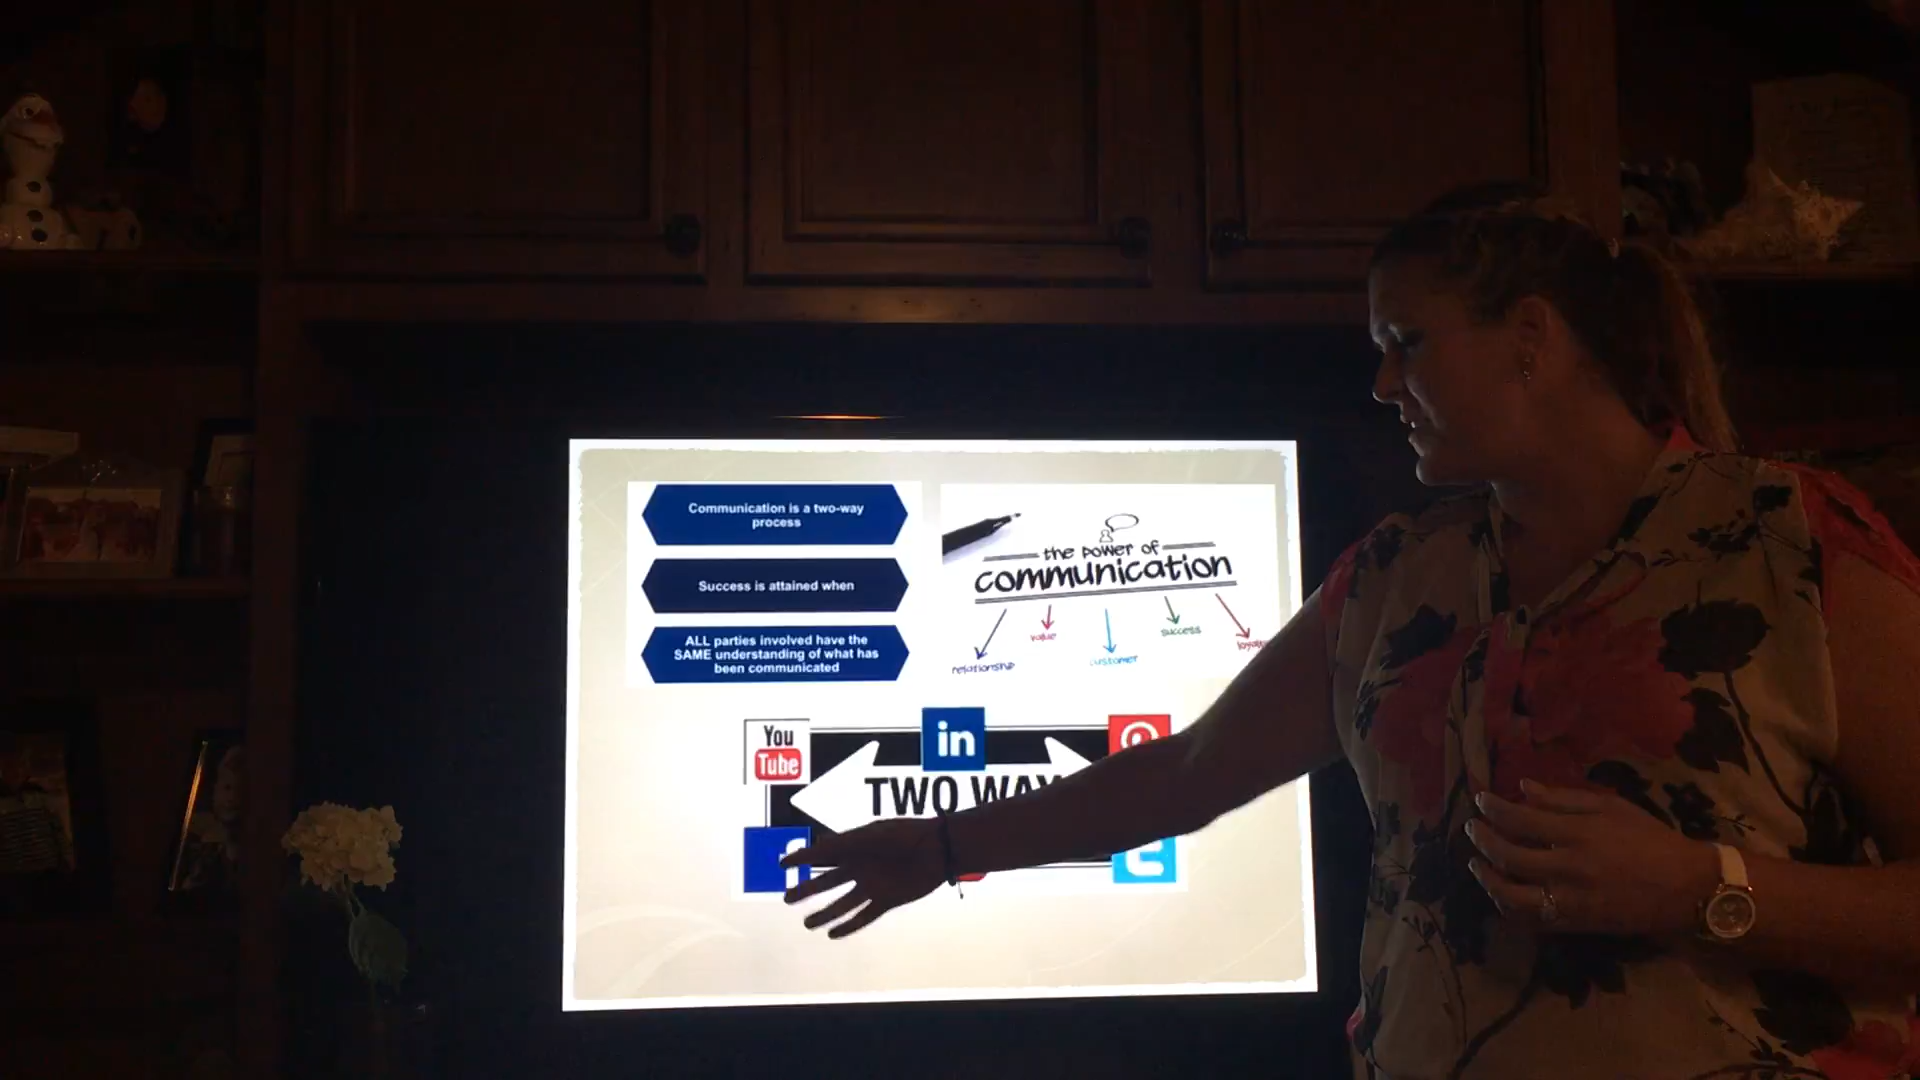 Communication is a two-way
process
Success is attained when
ALL parties involved have the
SAME understanding of what has
been communicated
the power of
communication
relationship
value
customer
success
You
Tube
in
TWO WAY
f
t